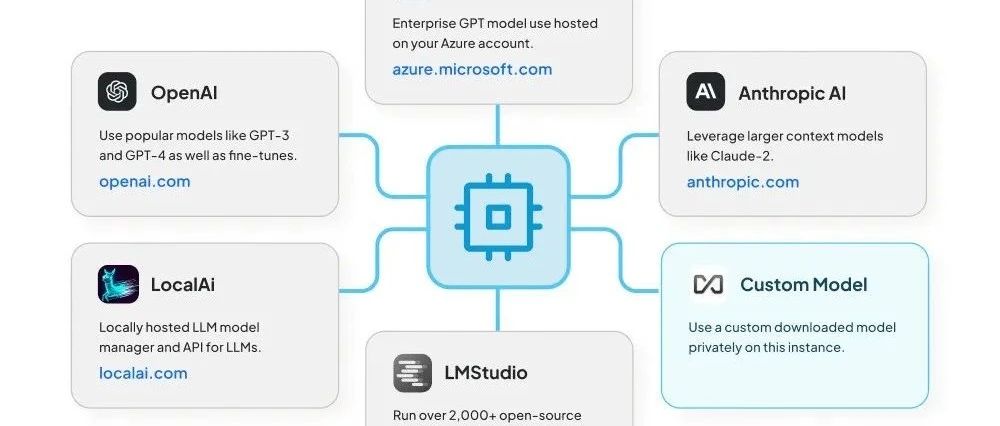 Enterprise GPT model use hosted
on your Azure account.
azure.microsoft.com
OpenAI
Use popular models like GPT-3
and GPT-4 as well as fine-tunes.
openai.com
Anthropic AI
Leverage larger context models
like Claude-2.
anthropic.com
LocalAi
Locally hosted LLM model
manager and API for LLMs.
localai.com
Custom Model
Use a custom downloaded model
privately on this instance.
LMStudio
Run over 2,000+ open-source